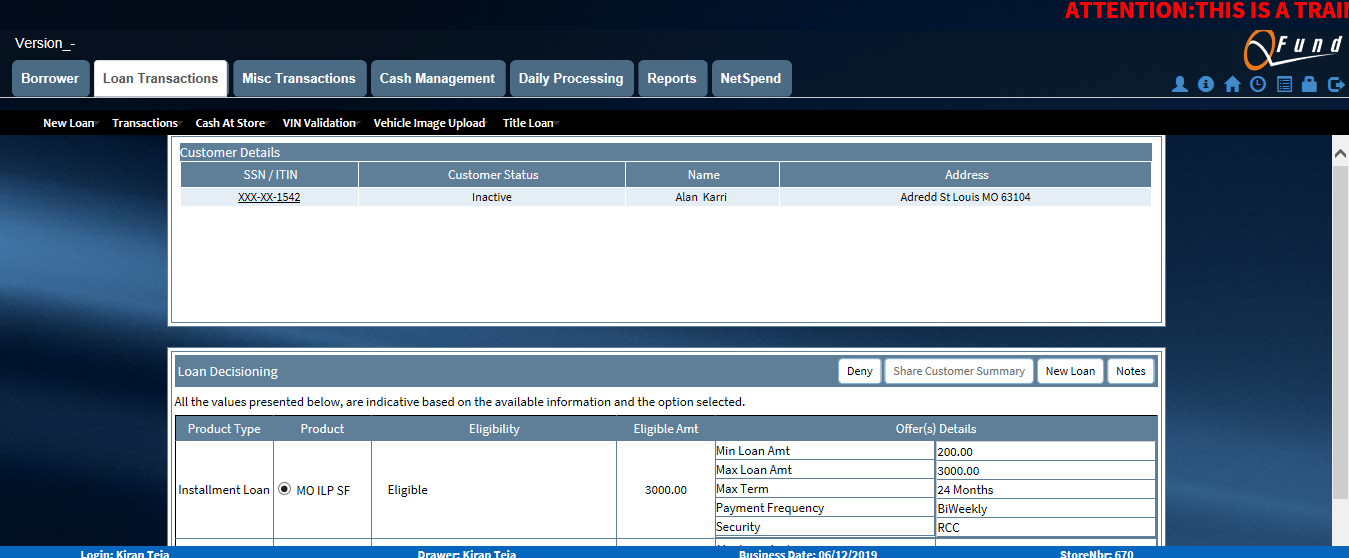 ATTENTION:THIS IS A TRAI
Version_-
QFund
Borrower Loan Transactions Misc Transactions Cash Management Daily Processing Reports NetSpend
New Loan Transactions Cash At Store VIN Validation Vehicle Image Upload Title Loan
Customer Details
SSN / ITIN Customer Status Name Address
XXX-XX-1542 Inactive Alan Karri Adredd St Louis MO 63104
Loan Decisioning Deny Share Customer Summary New Loan Notes
All the values presented below, are indicative based on the available information and the option selected.
Product Type Product Eligibility Eligible Amt Offer(s) Details
Min Loan Amt 200.00
Max Loan Amt 3000.00
Installment Loan MO ILP SF Eligible 3000.00 Max Term 24 Months
Payment Frequency BiWeekly
Security RCC
Login: Kiran Teja Drawer: Kiran Teja Business Date: 06/12/2019 StoreNbr: 670